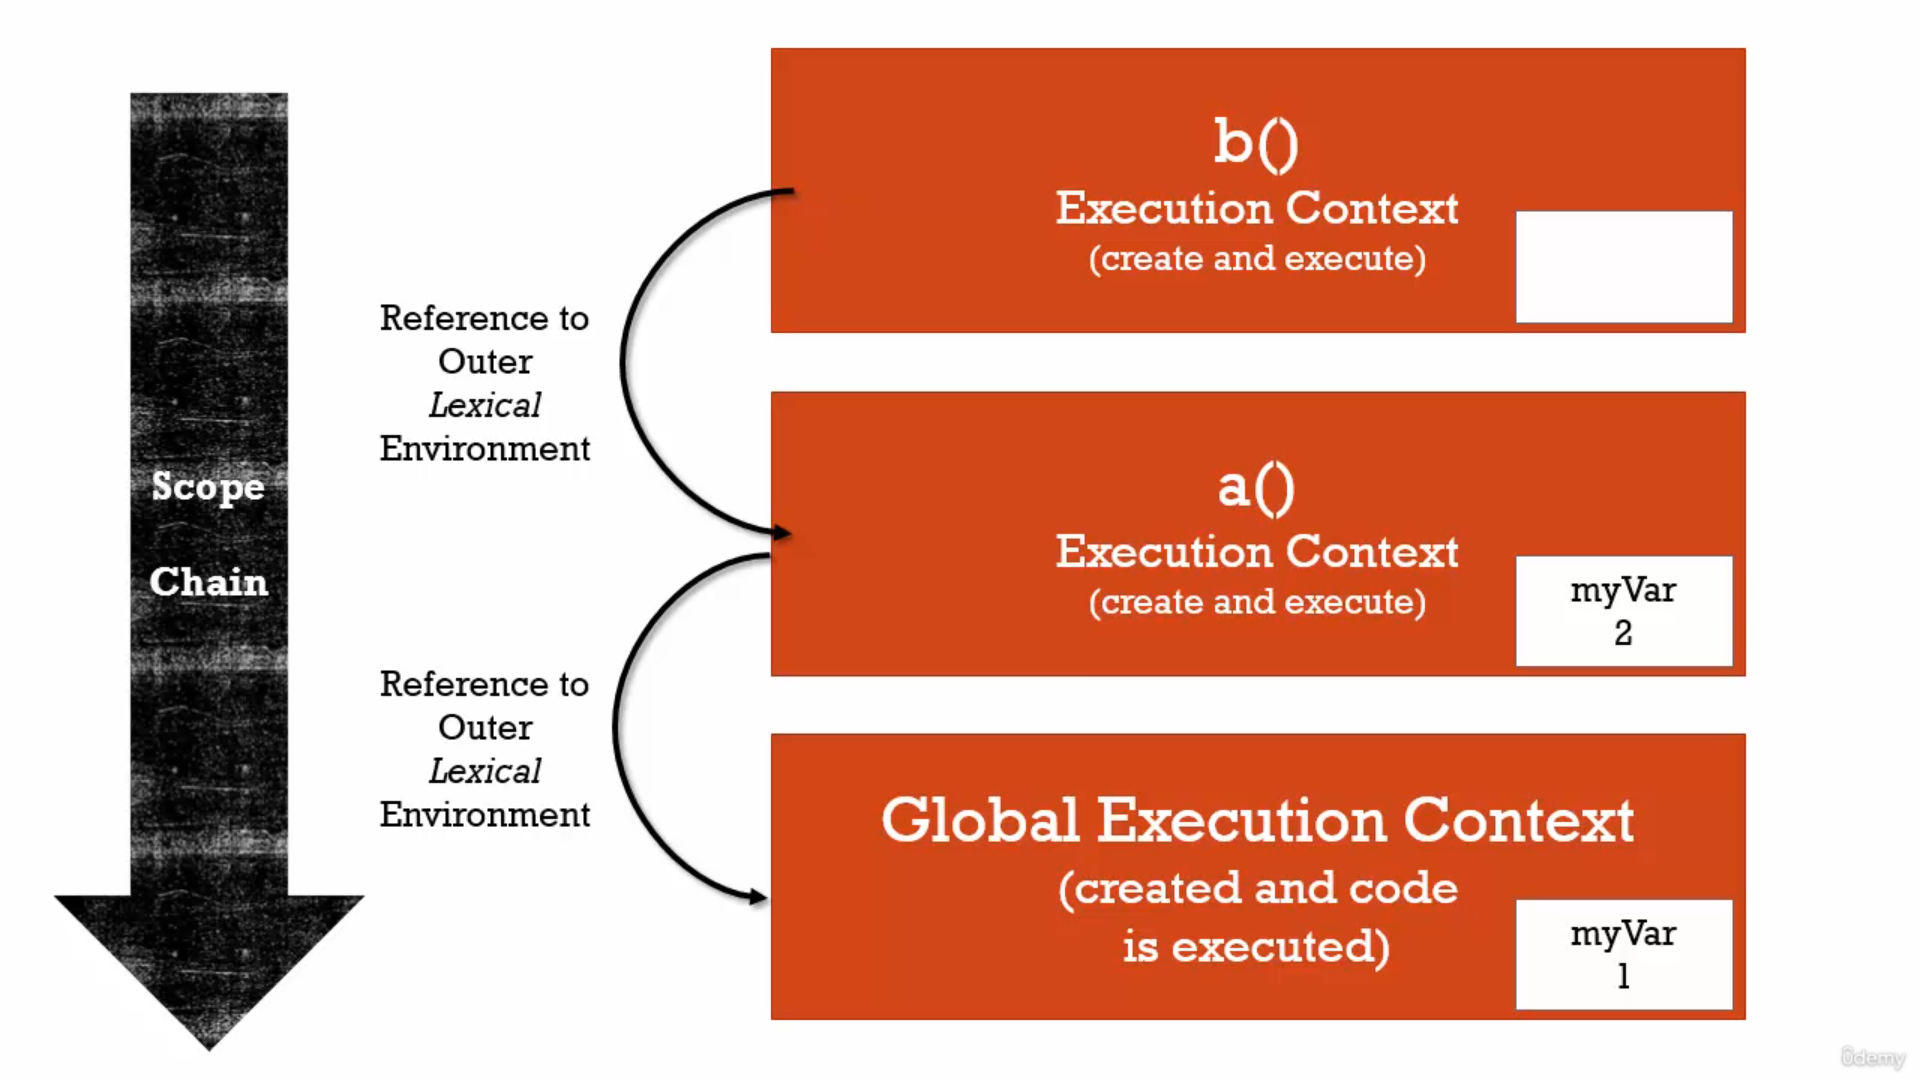 b()
Execution Context
(create and execute)
Reference to
Outer
Lexical
Environment
Scope
Chain
a()
Execution Context
(create and execute)
myVar
2
Reference to
Outer
Lexical
Environment
Global Execution Context
(created and code
is executed)
myVar
1
ûdemy